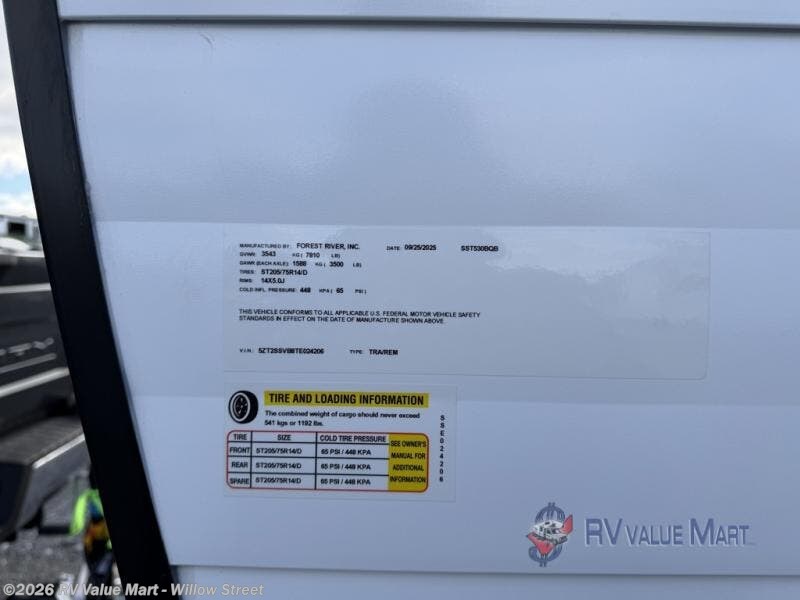 MANUFACTURED BY: FOREST RIVER, INC. DATE: 09/25/2025 SST530BQB
GVWR: 3543 KG ( 7810 LB)
GAWR (EACH AXLE): 1588 KG ( 3500 LB)
TIRES: ST205/75R14/D
RIMS: 14X5.0J
COLD INFL. PRESSURE: 448 KPA ( 65 PSI )
THIS VEHICLE CONFORMS TO ALL APPLICABLE U.S. FEDERAL MOTOR VEHICLE SAFETY
STANDARDS IN EFFECT ON THE DATE OF MANUFACTURE SHOWN ABOVE.
V.I.N.: 5ZT2SSVB8TE024206 TYPE: TRA/REM
TIRE AND LOADING INFORMATION
The combined weight of cargo should never exceed
541 kgs or 1192 lbs.
TIRE SIZE COLD TIRE PRESSURE
FRONT ST205/75R14/D 65 PSI / 448 KPA
REAR ST205/75R14/D 65 PSI / 448 KPA
SPARE ST205/75R14/D 65 PSI / 448 KPA
SEE OWNER'S
MANUAL FOR
ADDITIONAL
INFORMATION
SSE024206
RV VALUE MART
©2026 RV Value Mart - Willow Street